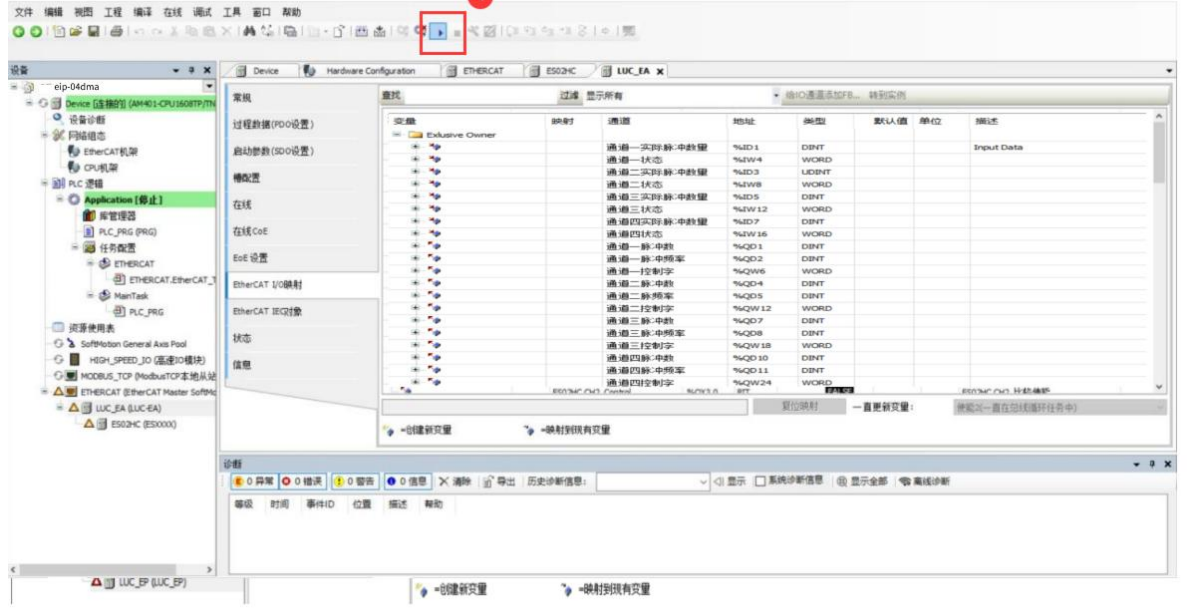 文件 编辑 视图 工程 编译 在线 调试 工具 窗口 帮助
设备
Device Hardware Configuration ETHERCAT ES02HC LUC_EA
eip-04dma
Device [连接的] (AM401-CPU1608TP/TN
设备诊断
网络组态
EtherCAT机架
CPU机架
PLC 逻辑
Application [停止]
库管理器
PLC_PRG (PRG)
任务配置
ETHERCAT
ETHERCAT.EtherCAT_T
MainTask
PLC_PRG
资源使用表
SoftMotion General Axis Pool
HIGH_SPEED_IO (高速IO模块)
MODBUS_TCP (ModbusTCP本地从站
ETHERCAT (EtherCAT Master SoftMo
LUC_EA (LUC-EA)
ES02HC (ESXXXX)
常规
过程数据(PDO设置)
启动参数(SDO设置)
槽配置
在线
在线CoE
EoE 设置
EtherCAT I/O映射
EtherCAT IEC对象
状态
信息
查找 过滤 显示所有 给IO通道添加FB... 转到实例
变量 映射 通道 地址 类型 默认值 单位 描述
Exlusive Owner
通道一实际脉冲数量 %ID1 DINT Input Data
通道一状态 %IW4 WORD
通道二实际脉冲数量 %ID3 UDINT
通道二状态 %IW8 WORD
通道三实际脉冲数量 %ID5 DINT
通道三状态 %IW12 WORD
通道四实际脉冲数量 %ID7 DINT
通道四状态 %IW16 WORD
通道一脉冲数 %QD1 DINT
通道一脉冲频率 %QD2 DINT
通道一控制字 %QW6 WORD
通道二脉冲数 %QD4 DINT
通道二脉频率 %QD5 DINT
通道二控制字 %QW12 WORD
通道三脉冲数 %QD7 DINT
通道三脉冲频率 %QD8 DINT
通道三控制字 %QW18 WORD
通道四脉冲数 %QD10 DINT
通道四脉冲频率 %QD11 DINT
通道四控制字 %QW24 WORD
复位映射 一直更新变量: 使能2(一直在总线循环任务中)
=创建新变量 =映射到现有变量
诊断
0 异常 0 错误 0 警告 0 信息 清除 导出 历史诊断信息: 显示 系统诊断信息 显示全部 离线诊断
等级 时间 事件ID 位置 描述 帮助
LUC_EP (LUC_EP)
=创建新变量 =映射到现有变量